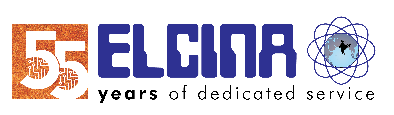 55 ELCINA
years of dedicated service